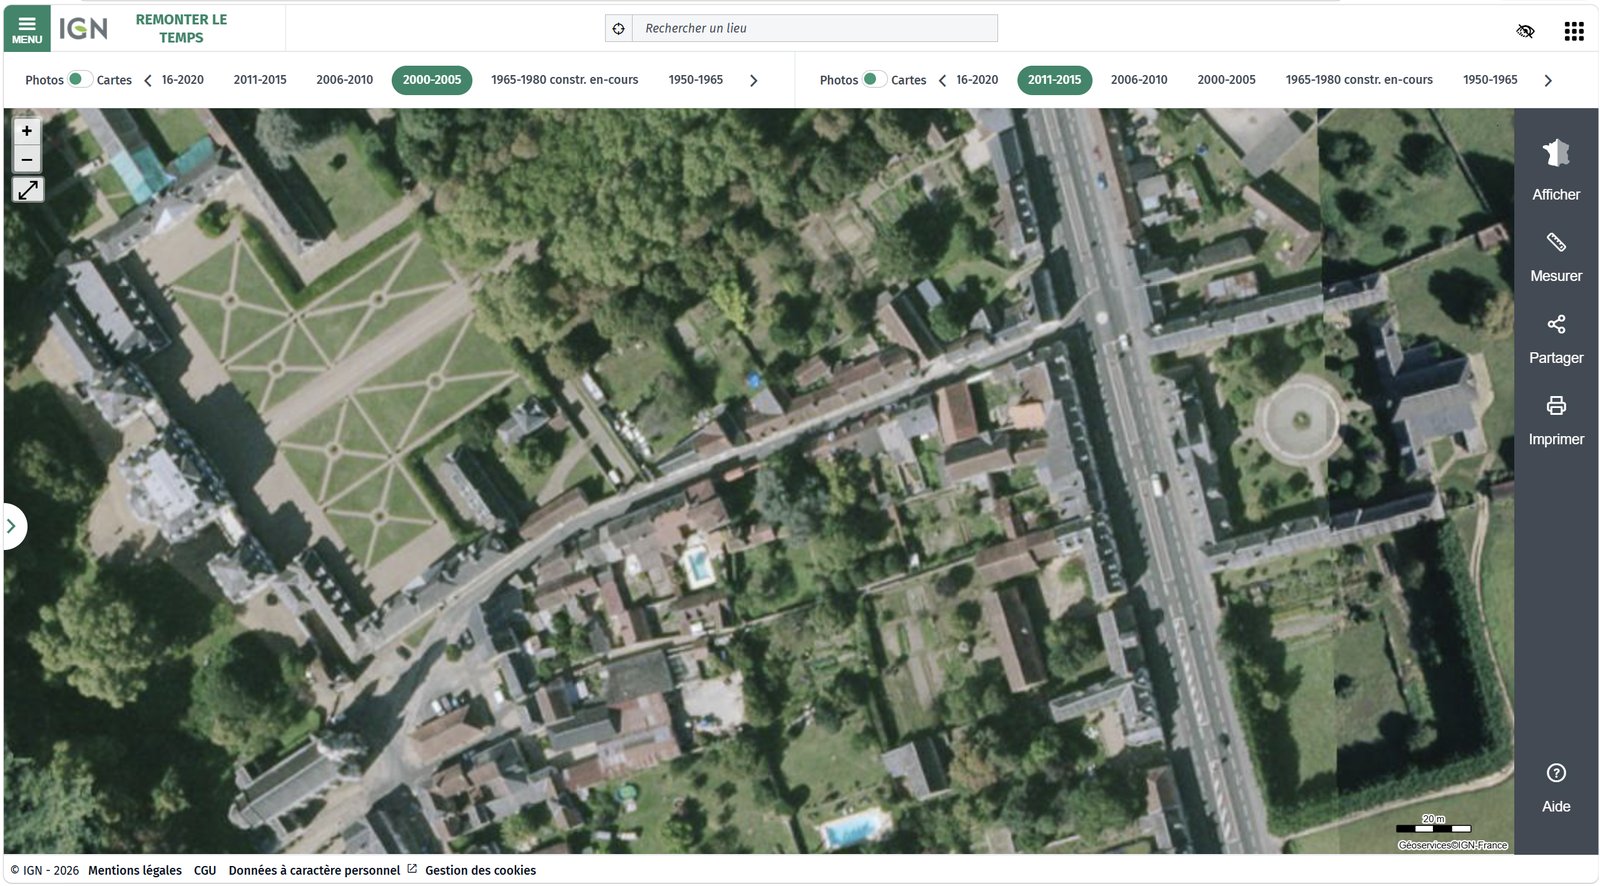 MENU
IGN
REMONTER LE
TEMPS
Rechercher un lieu
Photos Cartes 16-2020 2011-2015 2006-2010 2000-2005 1965-1980 constr. en-cours 1950-1965
Photos Cartes 16-2020 2011-2015 2006-2010 2000-2005 1965-1980 constr. en-cours 1950-1965
+
−
Afficher
Mesurer
Partager
Imprimer
Aide
20 m
Géoservices©IGN-France
© IGN - 2026 Mentions légales CGU Données à caractère personnel Gestion des cookies